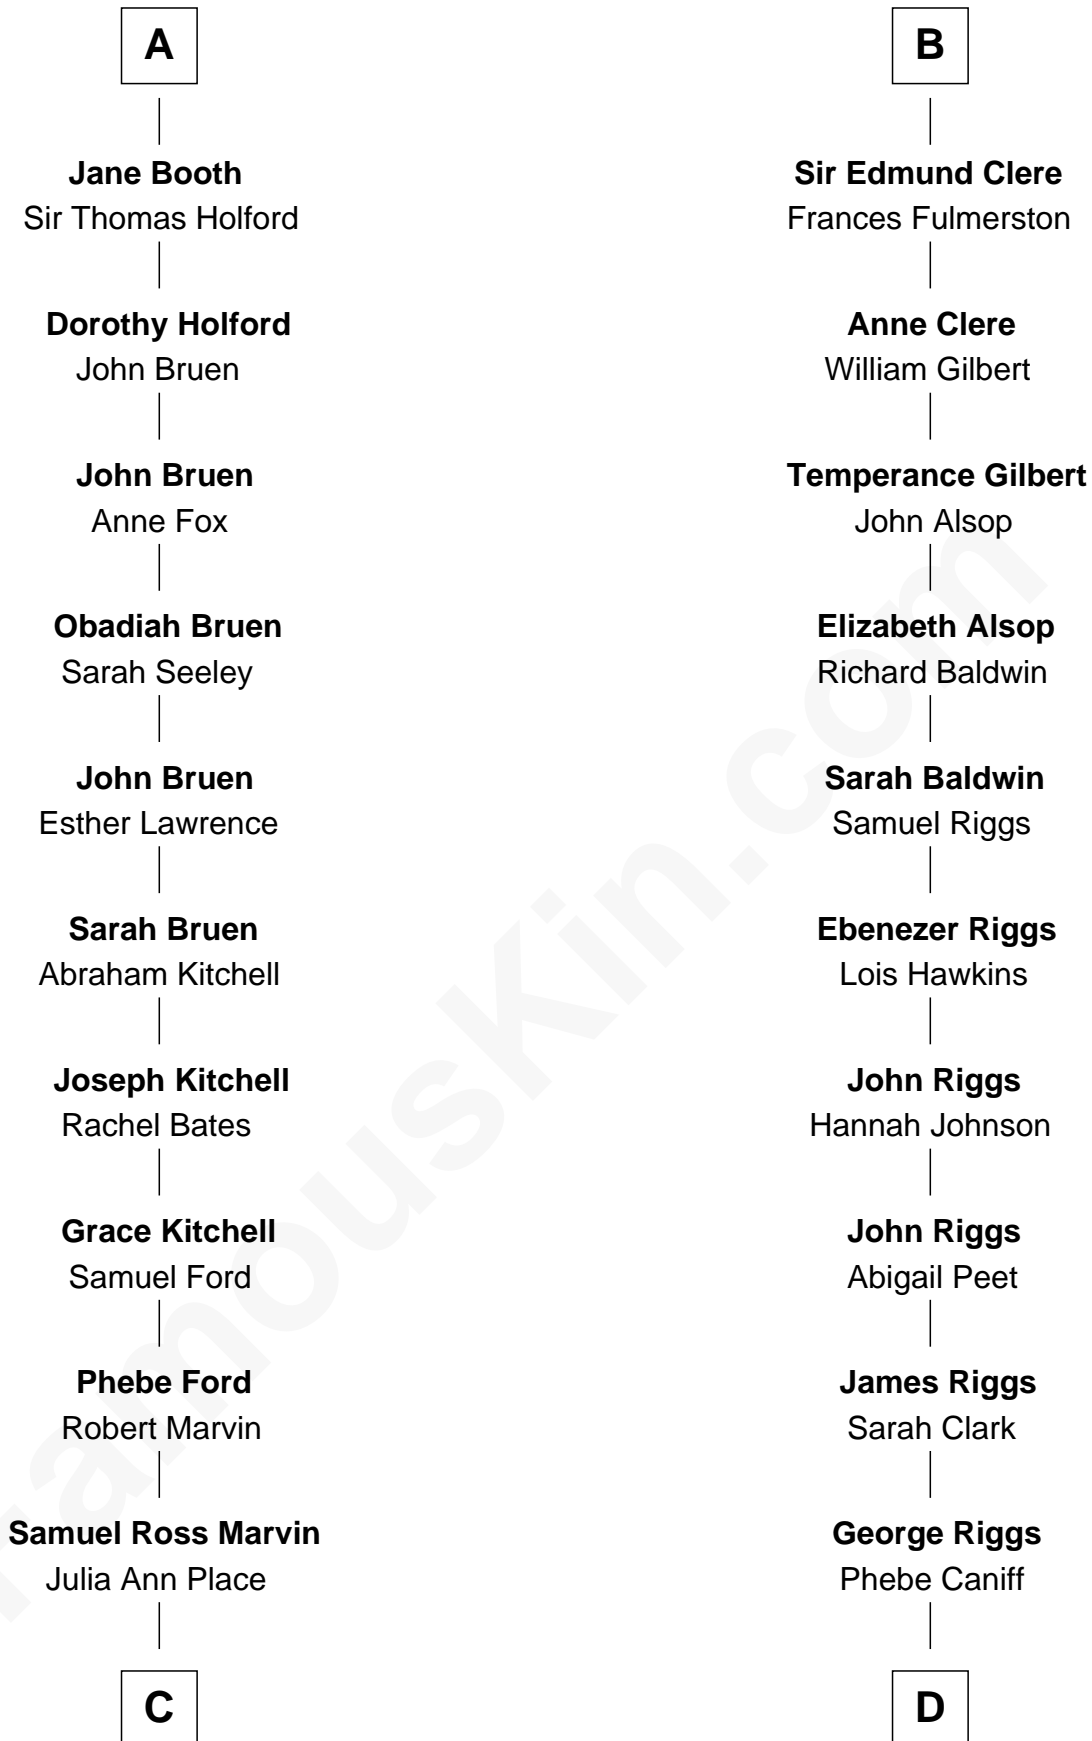 A
Jane Booth
Sir Thomas Holford
Dorothy Holford
John Bruen
John Bruen
Anne Fox
Obadiah Bruen
Sarah Seeley
John Bruen
Esther Lawrence
Sarah Bruen
Abraham Kitchell
Joseph Kitchell
Rachel Bates
Grace Kitchell
Samuel Ford
Phebe Ford
Robert Marvin
Samuel Ross Marvin
Julia Ann Place
C
B
Sir Edmund Clere
Frances Fulmerston
Anne Clere
William Gilbert
Temperance Gilbert
John Alsop
Elizabeth Alsop
Richard Baldwin
Sarah Baldwin
Samuel Riggs
Ebenezer Riggs
Lois Hawkins
John Riggs
Hannah Johnson
John Riggs
Abigail Peet
James Riggs
Sarah Clark
George Riggs
Phebe Caniff
D
famouskin.com